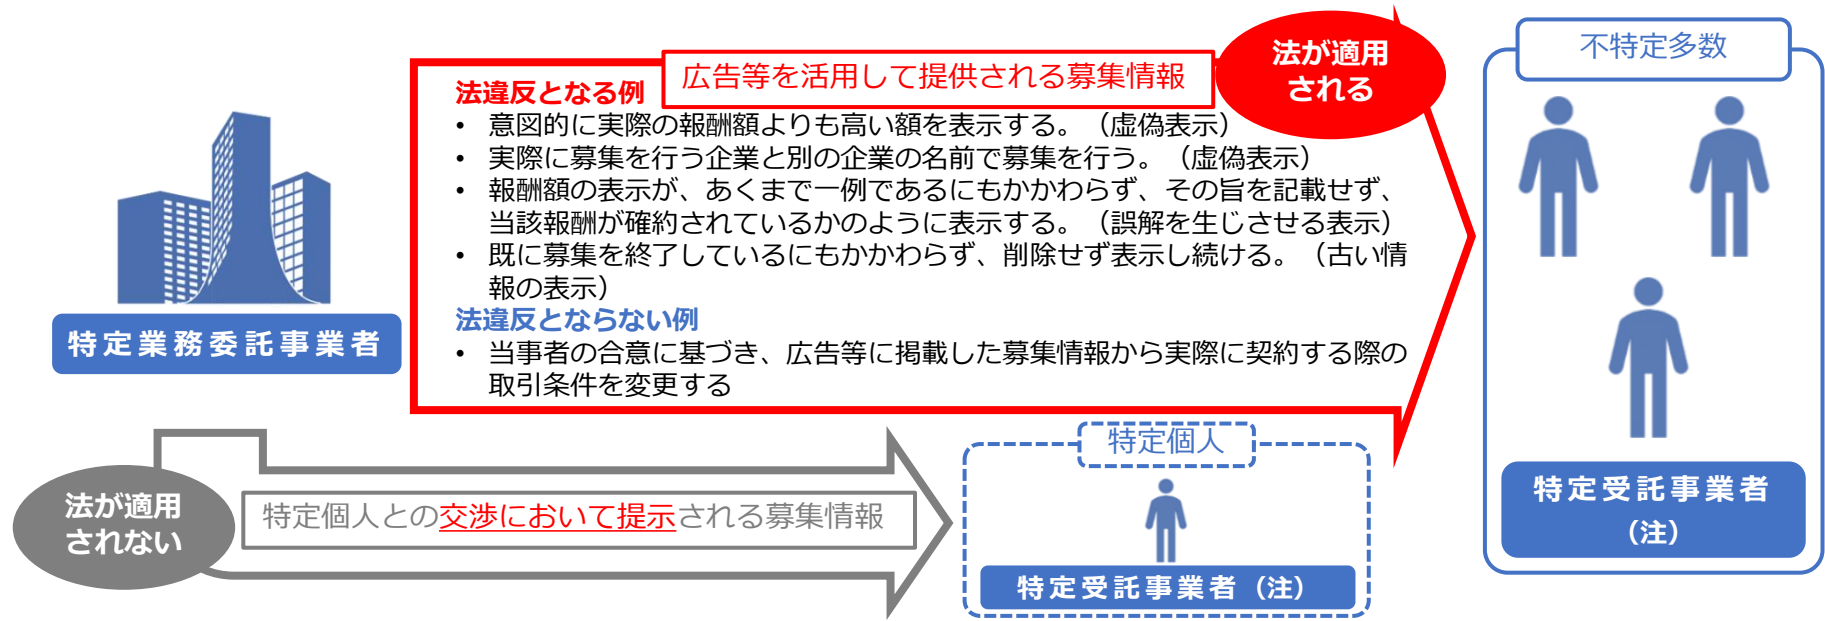 特定業務委託事業者
広告等を活用して提供される募集情報
法が適用
される
法違反となる例
• 意図的に実際の報酬額よりも高い額を表示する。（虚偽表示）
• 実際に募集を行う企業と別の企業の名前で募集を行う。（虚偽表示）
• 報酬額の表示が、あくまで一例であるにもかかわらず、その旨を記載せず、
当該報酬が確約されているかのように表示する。（誤解を生じさせる表示）
• 既に募集を終了しているにもかかわらず、削除せず表示し続ける。（古い情
報の表示）
法違反とならない例
• 当事者の合意に基づき、広告等に掲載した募集情報から実際に契約する際の
取引条件を変更する
不特定多数
特定受託事業者
（注）
法が適用
されない
特定個人との交渉において提示される募集情報
特定個人
特定受託事業者（注）